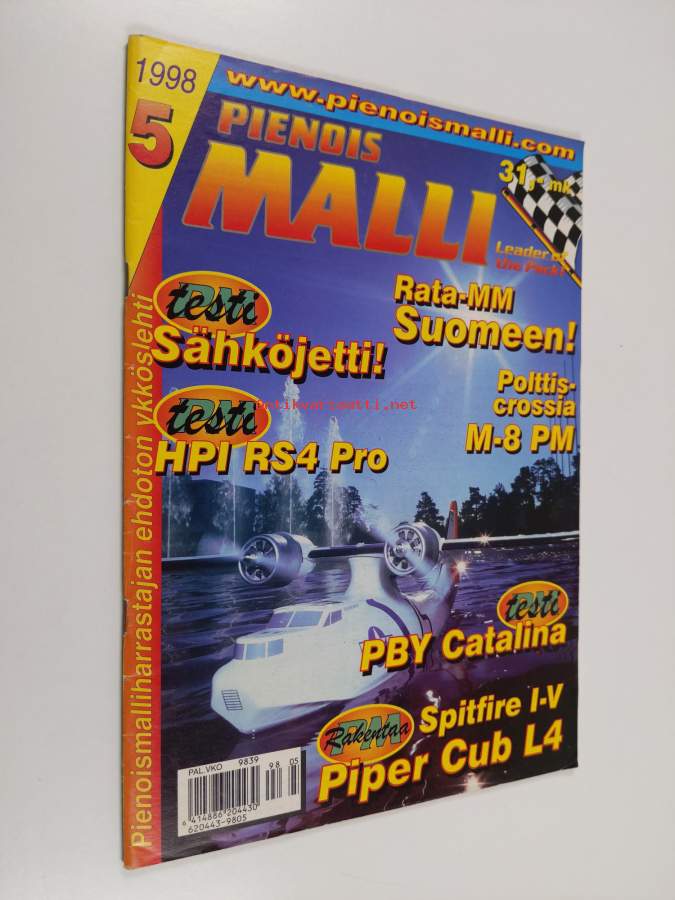 1998
5
www.pienoismalli.com
PIENOIS
MALLI
31,- mk
Leader of
the Pack!
Pienoismalliharrastajan ehdoton ykköslehti
PM
testi
Sähköjetti!
Rata-MM
Suomeen!
PM
testi
HPI RS4 Pro
Polttis-
crossia
M-8 PM
antikvariaatti.net
testi
PBY Catalina
PM
Rakentaa
Spitfire I-V
Piper Cub L4
PAL.VKO 9839
98 05
6 414886 204430
620443-9805